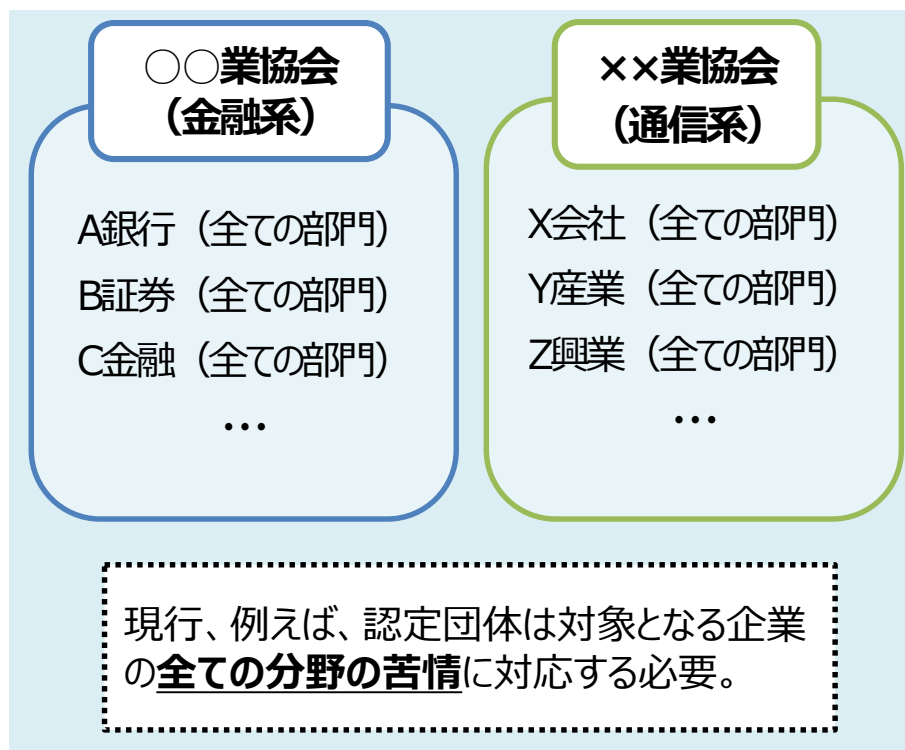 ○○業協会
（金融系）
A銀行（全ての部門）
B証券（全ての部門）
C金融（全ての部門）
…
××業協会
（通信系）
X会社（全ての部門）
Y産業（全ての部門）
Z興業（全ての部門）
…
現行、例えば、認定団体は対象となる企業
の全ての分野の苦情に対応する必要。